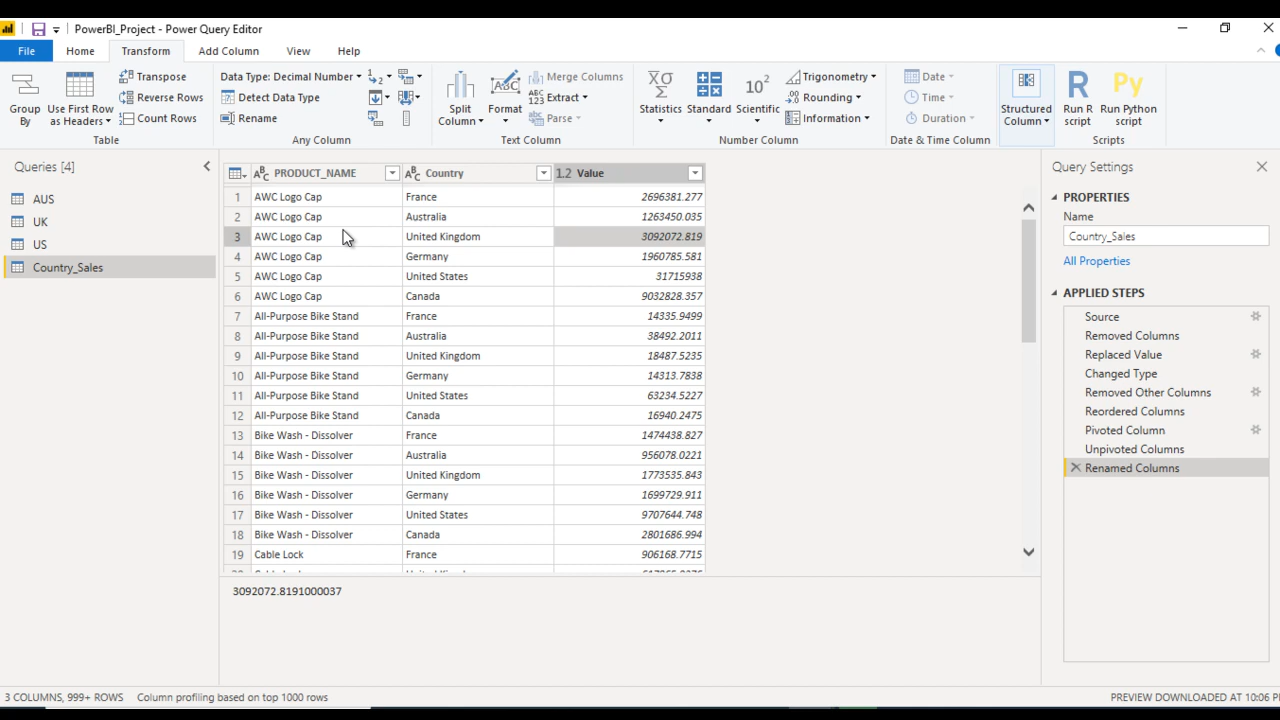 PowerBI_Project - Power Query Editor
File Home Transform Add Column View Help
Group By
Use First Row as Headers
Transpose
Reverse Rows
Count Rows
Table
Data Type: Decimal Number
Detect Data Type
Rename
Any Column
Split Column
Format
Merge Columns
Extract
Parse
Text Column
Statistics
Standard
Scientific
Trigonometry
Rounding
Information
Number Column
Date
Time
Duration
Date & Time Column
Structured Column
Run R script
Run Python script
Scripts
Queries [4]
AUS
UK
US
Country_Sales
PRODUCT_NAME Country 1.2 Value
1 AWC Logo Cap France 2696381.277
2 AWC Logo Cap Australia 1263450.035
3 AWC Logo Cap United Kingdom 3092072.819
4 AWC Logo Cap Germany 1960785.581
5 AWC Logo Cap United States 31715938
6 AWC Logo Cap Canada 9032828.357
7 All-Purpose Bike Stand France 14335.9499
8 All-Purpose Bike Stand Australia 38492.2011
9 All-Purpose Bike Stand United Kingdom 18487.5235
10 All-Purpose Bike Stand Germany 14313.7838
11 All-Purpose Bike Stand United States 63234.5227
12 All-Purpose Bike Stand Canada 16940.2475
13 Bike Wash - Dissolver France 1474438.827
14 Bike Wash - Dissolver Australia 956078.0221
15 Bike Wash - Dissolver United Kingdom 1773535.843
16 Bike Wash - Dissolver Germany 1699729.911
17 Bike Wash - Dissolver United States 9707644.748
18 Bike Wash - Dissolver Canada 2801686.994
19 Cable Lock France 906168.7715
3092072.8191000037
Query Settings
PROPERTIES
Name
Country_Sales
All Properties
APPLIED STEPS
Source
Removed Columns
Replaced Value
Changed Type
Removed Other Columns
Reordered Columns
Pivoted Column
Unpivoted Columns
Renamed Columns
3 COLUMNS, 999+ ROWS Column profiling based on top 1000 rows
PREVIEW DOWNLOADED AT 10:06 P